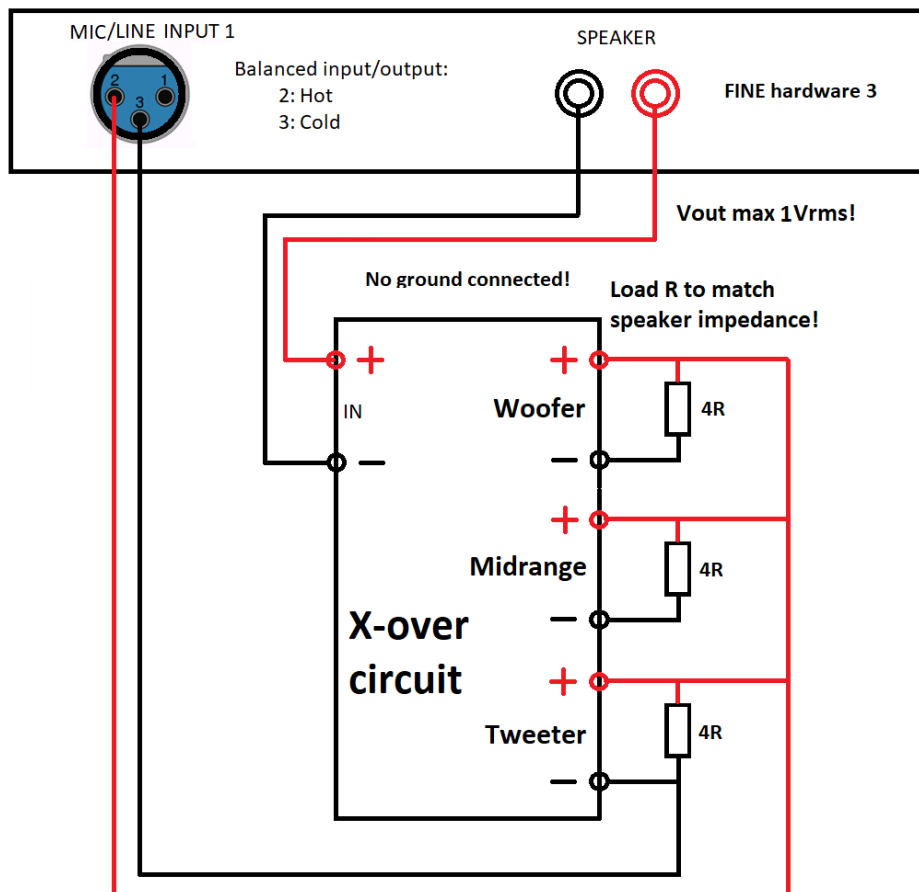 MIC/LINE INPUT 1
2
1
3
Balanced input/output:
2: Hot
3: Cold
SPEAKER
FINE hardware 3
Vout max 1Vrms!
No ground connected!
Load R to match
speaker impedance!
+
+
IN
Woofer
4R
−
−
+
Midrange
4R
−
X-over
circuit
+
Tweeter
4R
−